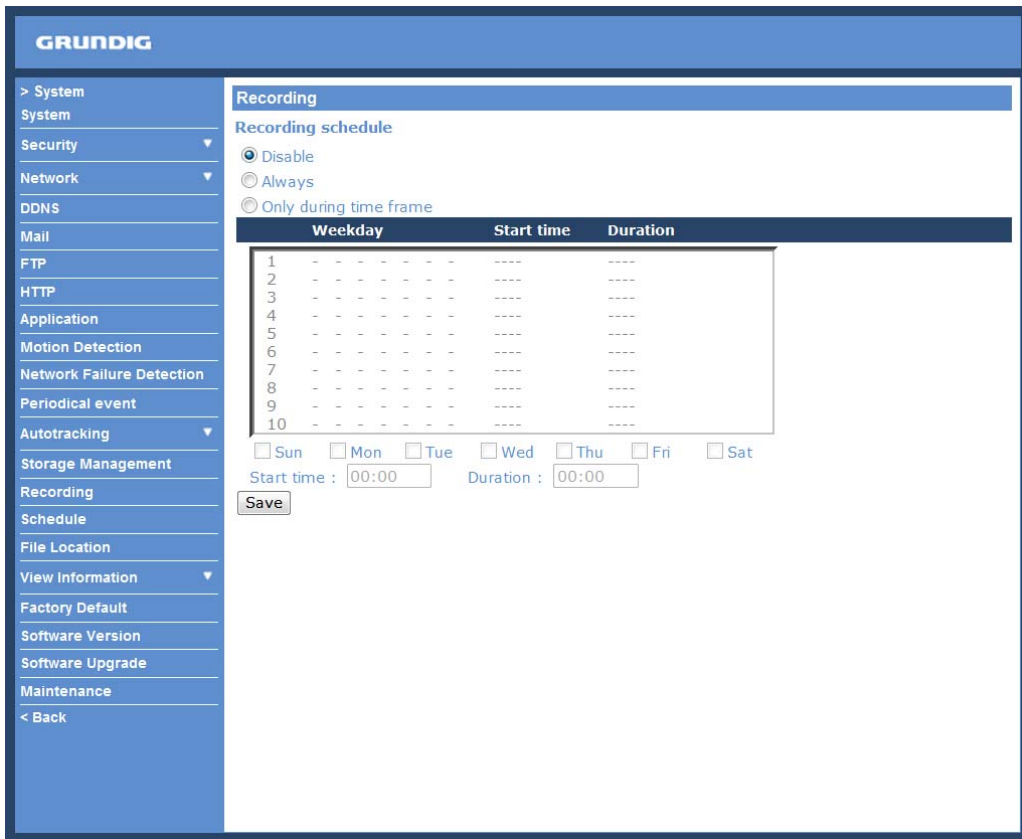 GRUNDIG
> System
System
Security
Network
DDNS
Mail
FTP
HTTP
Application
Motion Detection
Network Failure Detection
Periodical event
Autotracking
Storage Management
Recording
Schedule
File Location
View Information
Factory Default
Software Version
Software Upgrade
Maintenance
< Back
Recording
Recording schedule
Disable
Always
Only during time frame
Weekday Start time Duration
1 - - - - - - - ---- ----
2 - - - - - - - ---- ----
3 - - - - - - - ---- ----
4 - - - - - - - ---- ----
5 - - - - - - - ---- ----
6 - - - - - - - ---- ----
7 - - - - - - - ---- ----
8 - - - - - - - ---- ----
9 - - - - - - - ---- ----
10 - - - - - - - ---- ----
Sun Mon Tue Wed Thu Fri Sat
Start time : 00:00 Duration : 00:00
Save